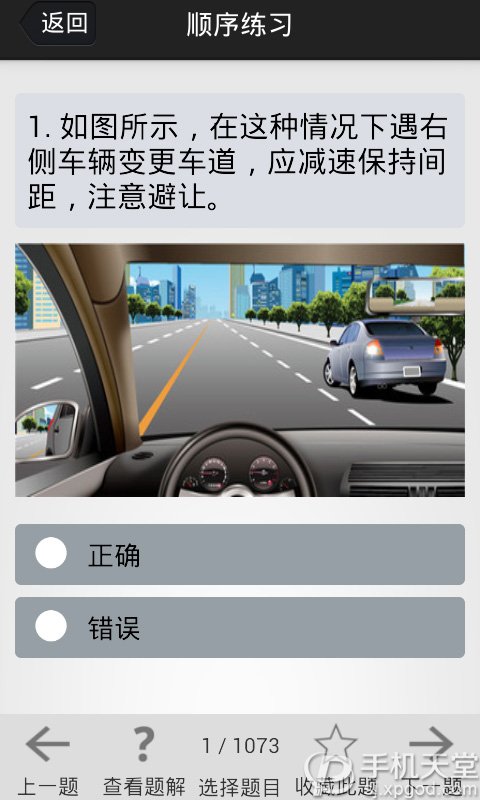 返回
顺序练习
1. 如图所示，在这种情况下遇右
侧车辆变更车道，应减速保持间
距，注意避让。
正确
错误
?
1 / 1073
上一题
查看题解
选择题目
收藏此题
下一题
手机天堂
.xpgod.com